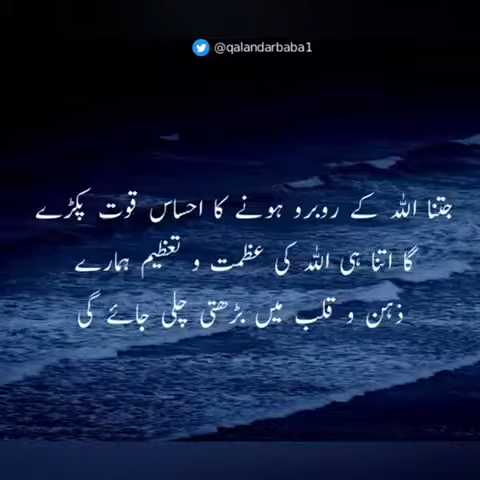 @qalandarbaba1
جتنا اللہ کے روبرو ہونے کا احساس قوت پکڑے
گا اتنا ہی اللہ کی عظمت و تعظیم ہمارے
ذہن و قلب میں بڑھتی چلی جائے گی